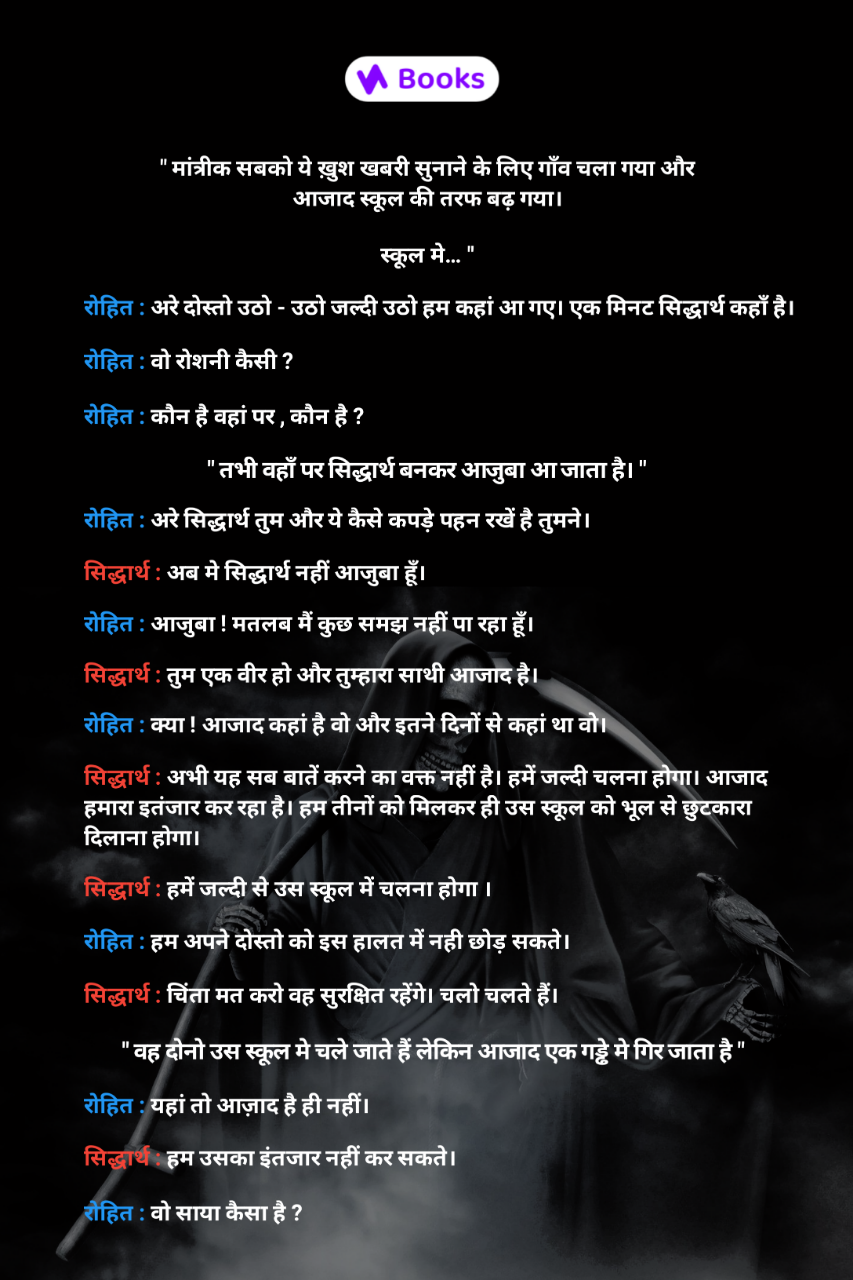 Books
" मांत्रीक सबको ये ख़ुश खबरी सुनाने के लिए गाँव चला गया और
आजाद स्कूल की तरफ बढ़ गया।
स्कूल मे... "
रोहित : अरे दोस्तो उठो - उठो जल्दी उठो हम कहां आ गए। एक मिनट सिद्धार्थ कहाँ है।
रोहित : वो रोशनी कैसी ?
रोहित : कौन है वहां पर , कौन है ?
" तभी वहाँ पर सिद्धार्थ बनकर आजुबा आ जाता है। "
रोहित : अरे सिद्धार्थ तुम और ये कैसे कपड़े पहन रखें है तुमने।
सिद्धार्थ : अब मे सिद्धार्थ नहीं आजुबा हूँ।
रोहित : आजुबा ! मतलब मैं कुछ समझ नहीं पा रहा हूँ।
सिद्धार्थ : तुम एक वीर हो और तुम्हारा साथी आजाद है।
रोहित : क्या ! आजाद कहां है वो और इतने दिनों से कहां था वो।
सिद्धार्थ : अभी यह सब बातें करने का वक्त नहीं है। हमें जल्दी चलना होगा। आजाद
हमारा इतंजार कर रहा है। हम तीनों को मिलकर ही उस स्कूल को भूल से छुटकारा
दिलाना होगा।
सिद्धार्थ : हमें जल्दी से उस स्कूल में चलना होगा ।
रोहित : हम अपने दोस्तो को इस हालत में नही छोड़ सकते।
सिद्धार्थ : चिंता मत करो वह सुरक्षित रहेंगे। चलो चलते हैं।
" वह दोनो उस स्कूल मे चले जाते हैं लेकिन आजाद एक गड्ढे मे गिर जाता है "
रोहित : यहां तो आज़ाद है ही नहीं।
सिद्धार्थ : हम उसका इंतजार नहीं कर सकते।
रोहित : वो साया कैसा है ?